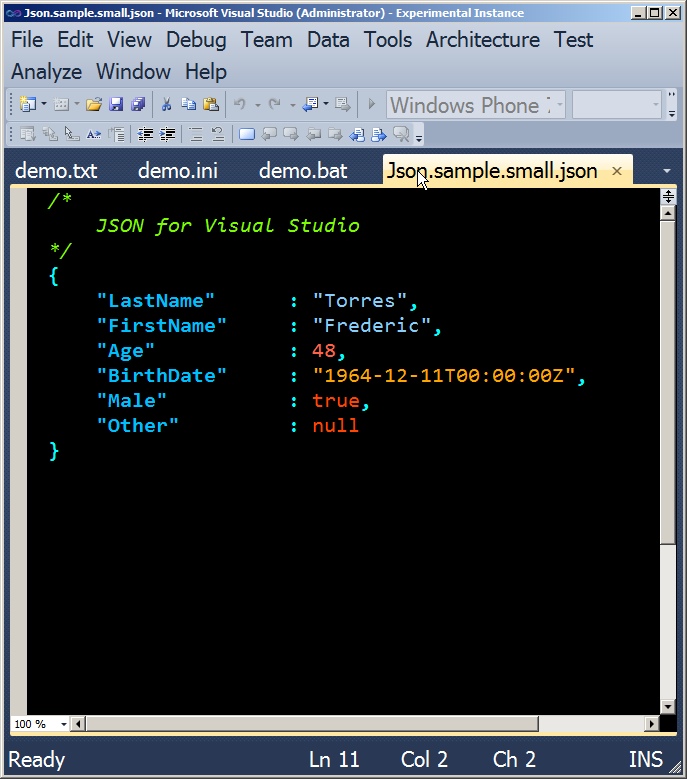 Json.sample.small.json - Microsoft Visual Studio (Administrator) - Experimental Instance
File Edit View Debug Team Data Tools Architecture Test
Analyze Window Help
Windows Phone
demo.txt demo.ini demo.bat Json.sample.small.json
/*
JSON for Visual Studio
*/
{
"LastName" : "Torres",
"FirstName" : "Frederic",
"Age" : 48,
"BirthDate" : "1964-12-11T00:00:00Z",
"Male" : true,
"Other" : null
}
100 %
Ready Ln 11 Col 2 Ch 2 INS